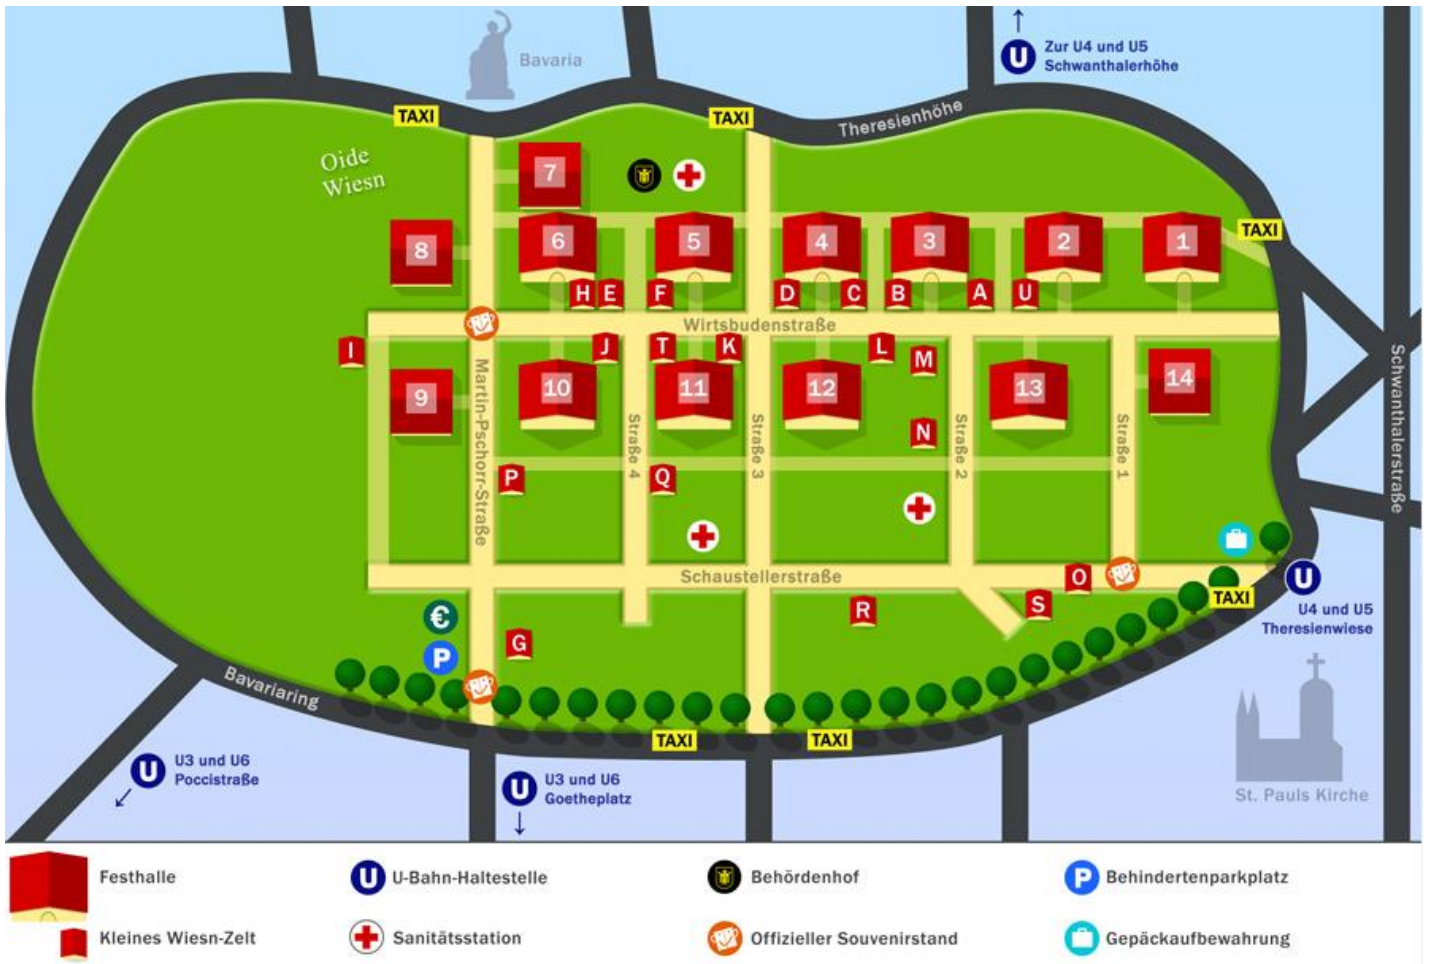 Bavaria
Zur U4 und U5
Schwanthalerhöhe
U
TAXI
TAXI
Theresienhöhe
Oide
Wiesn
7
TAXI
8
6
5
4
3
2
1
H
E
F
D
C
B
A
U
Wirtsbudenstraße
I
J
T
K
L
M
9
10
11
12
13
14
Martin-Pschorr-Straße
Straße 4
Straße 3
Straße 2
Straße 1
Schwanthalerstraße
N
P
Q
Schaustellerstraße
O
U
R
S
TAXI
U4 und U5
Theresienwiese
€
P
G
Bavariaring
TAXI
TAXI
U
U3 und U6
Poccistraße
U
U3 und U6
Goetheplatz
St. Pauls Kirche
Festhalle
U
U-Bahn-Haltestelle
Behördenhof
P
Behindertenparkplatz
Kleines Wiesn-Zelt
Sanitätsstation
Offizieller Souvenirstand
Gepäckaufbewahrung